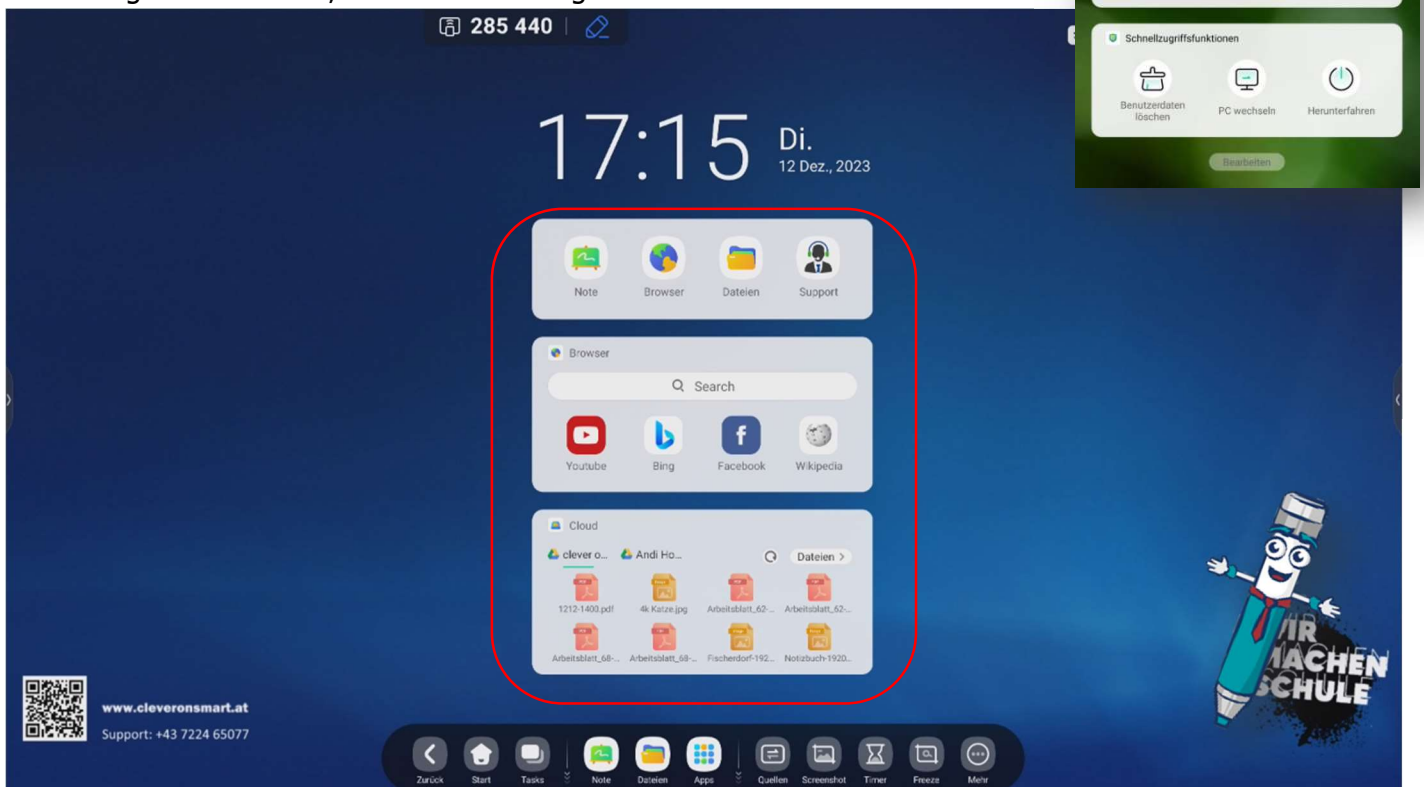 285 440
17:15
Di.
12 Dez., 2023
Schnellzugriffsfunktionen
Benutzerdaten löschen
PC wechseln
Herunterfahren
Bearbeiten
Note
Browser
Dateien
Support
Browser
Search
Youtube
Bing
Facebook
Wikipedia
Cloud
clever o...
Andi Ho...
Dateien >
1212-1400.pdf
4k Katze.jpg
Arbeitsblatt_62-...
Arbeitsblatt_62-...
Arbeitsblatt_68-...
Arbeitsblatt_68-...
Fischerdorf-192...
Notizbuch-1920...
WIR
MACHEN
SCHULE
www.cleveronsmart.at
Support: +43 7224 65077
Zurück
Start
Tasks
Note
Dateien
Apps
Quellen
Screenshot
Timer
Freeze
Mehr